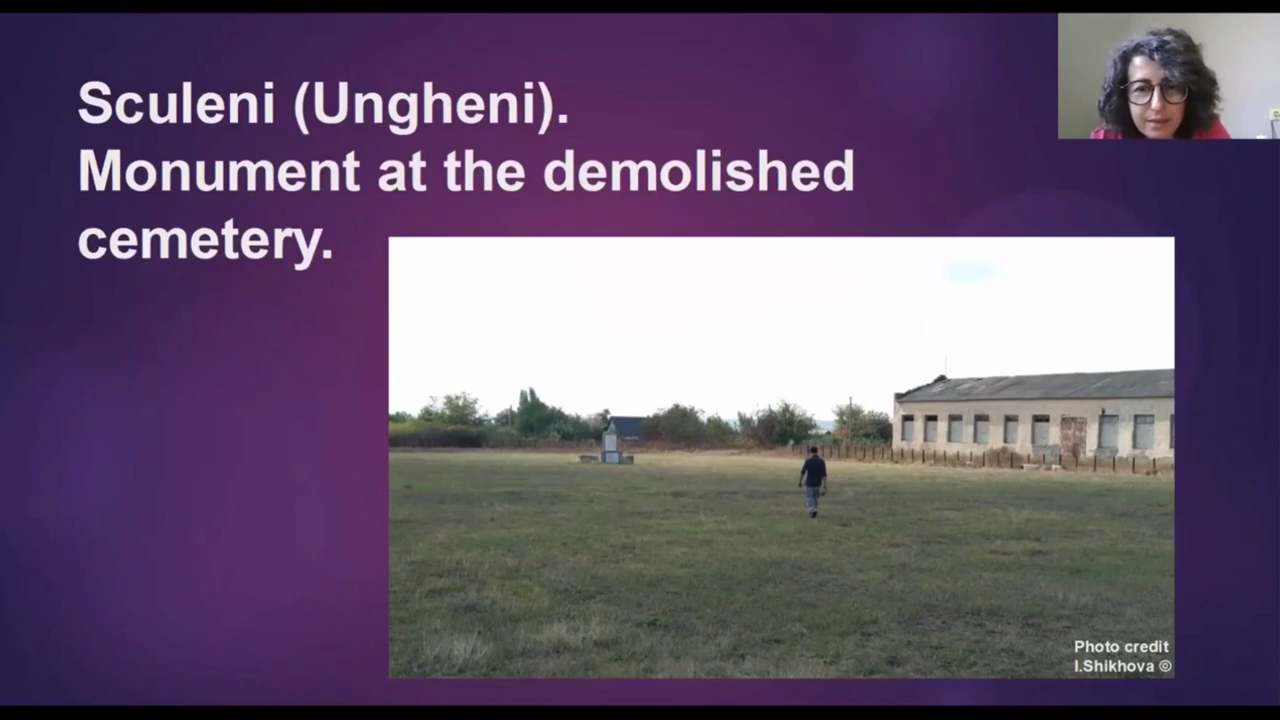 Sculeni (Ungheni).
Monument at the demolished
cemetery.
Photo credit
I.Shikhova ©